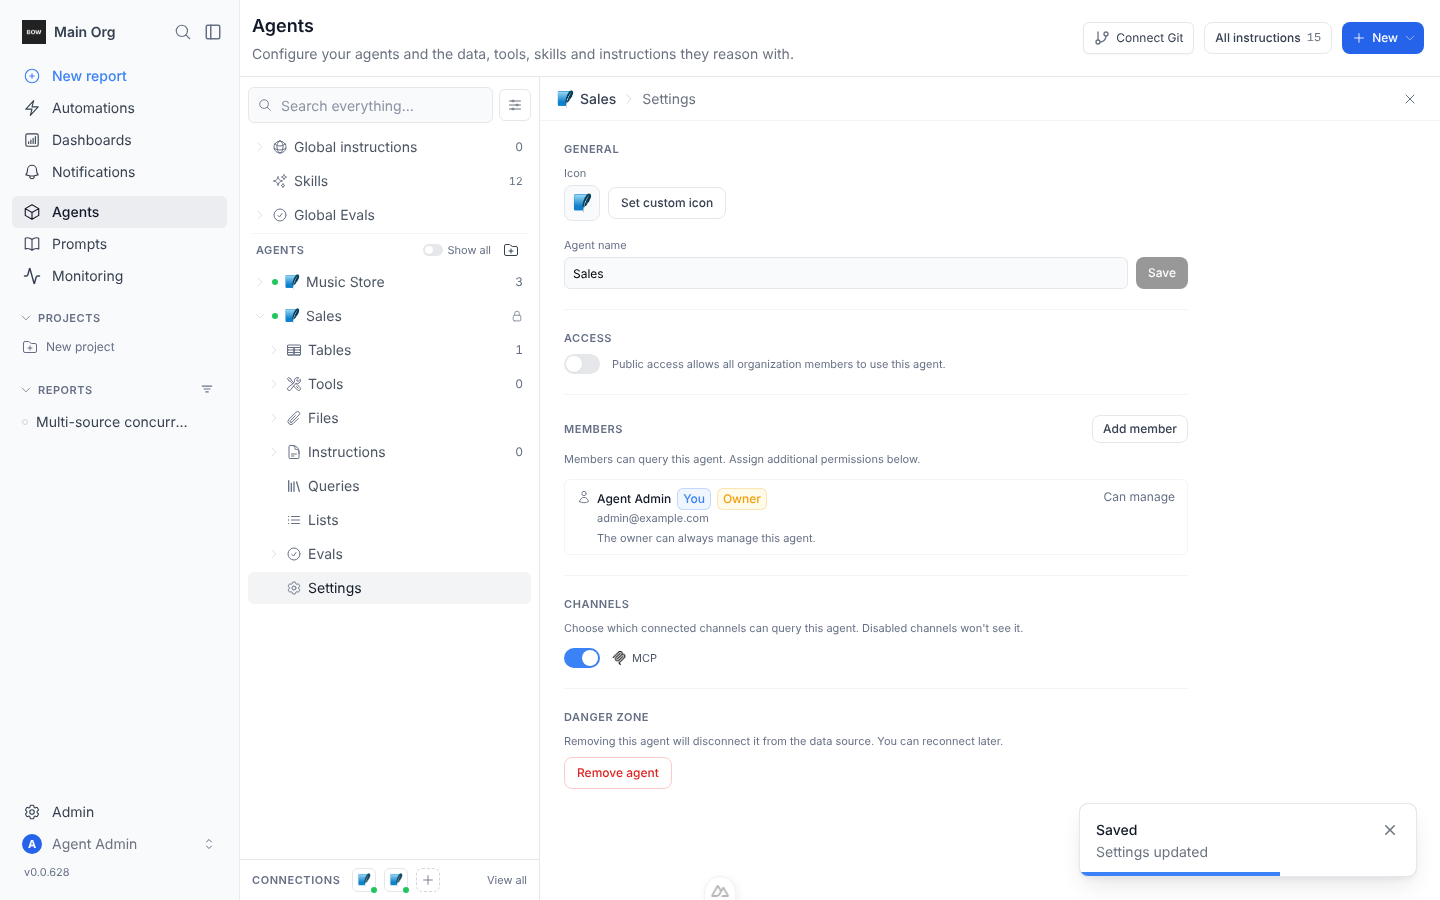 BOW
Main Org
New report
Automations
Dashboards
Notifications
Agents
Prompts
Monitoring
PROJECTS
New project
REPORTS
Multi-source concurr...
Admin
A
Agent Admin
v0.0.628
Agents
Configure your agents and the data, tools, skills and instructions they reason with.
Connect Git
All instructions 15
New
Search everything...
Global instructions 0
Skills 12
Global Evals
AGENTS
Show all
Music Store 3
Sales
Tables 1
Tools 0
Files
Instructions 0
Queries
Lists
Evals
Settings
CONNECTIONS
View all
Sales
Settings
GENERAL
Icon
Set custom icon
Agent name
Sales
Save
ACCESS
Public access allows all organization members to use this agent.
MEMBERS
Add member
Members can query this agent. Assign additional permissions below.
Agent Admin You Owner
Can manage
admin@example.com
The owner can always manage this agent.
CHANNELS
Choose which connected channels can query this agent. Disabled channels won't see it.
MCP
DANGER ZONE
Removing this agent will disconnect it from the data source. You can reconnect later.
Remove agent
Saved
Settings updated